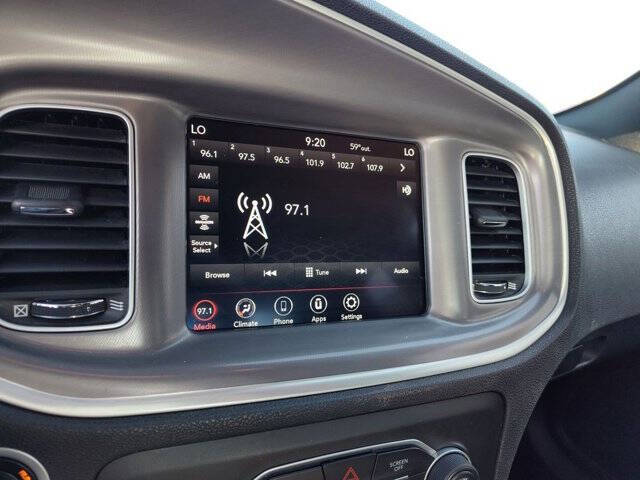 LO 9:20 59°out. LO
1 96.1 2 97.5 3 96.5 4 101.9 5 102.7 6 107.9
AM
FM
97.1
Source
Select
Browse Tune Audio
97.1
Media Climate Phone Apps Settings
SCREEN
OFF